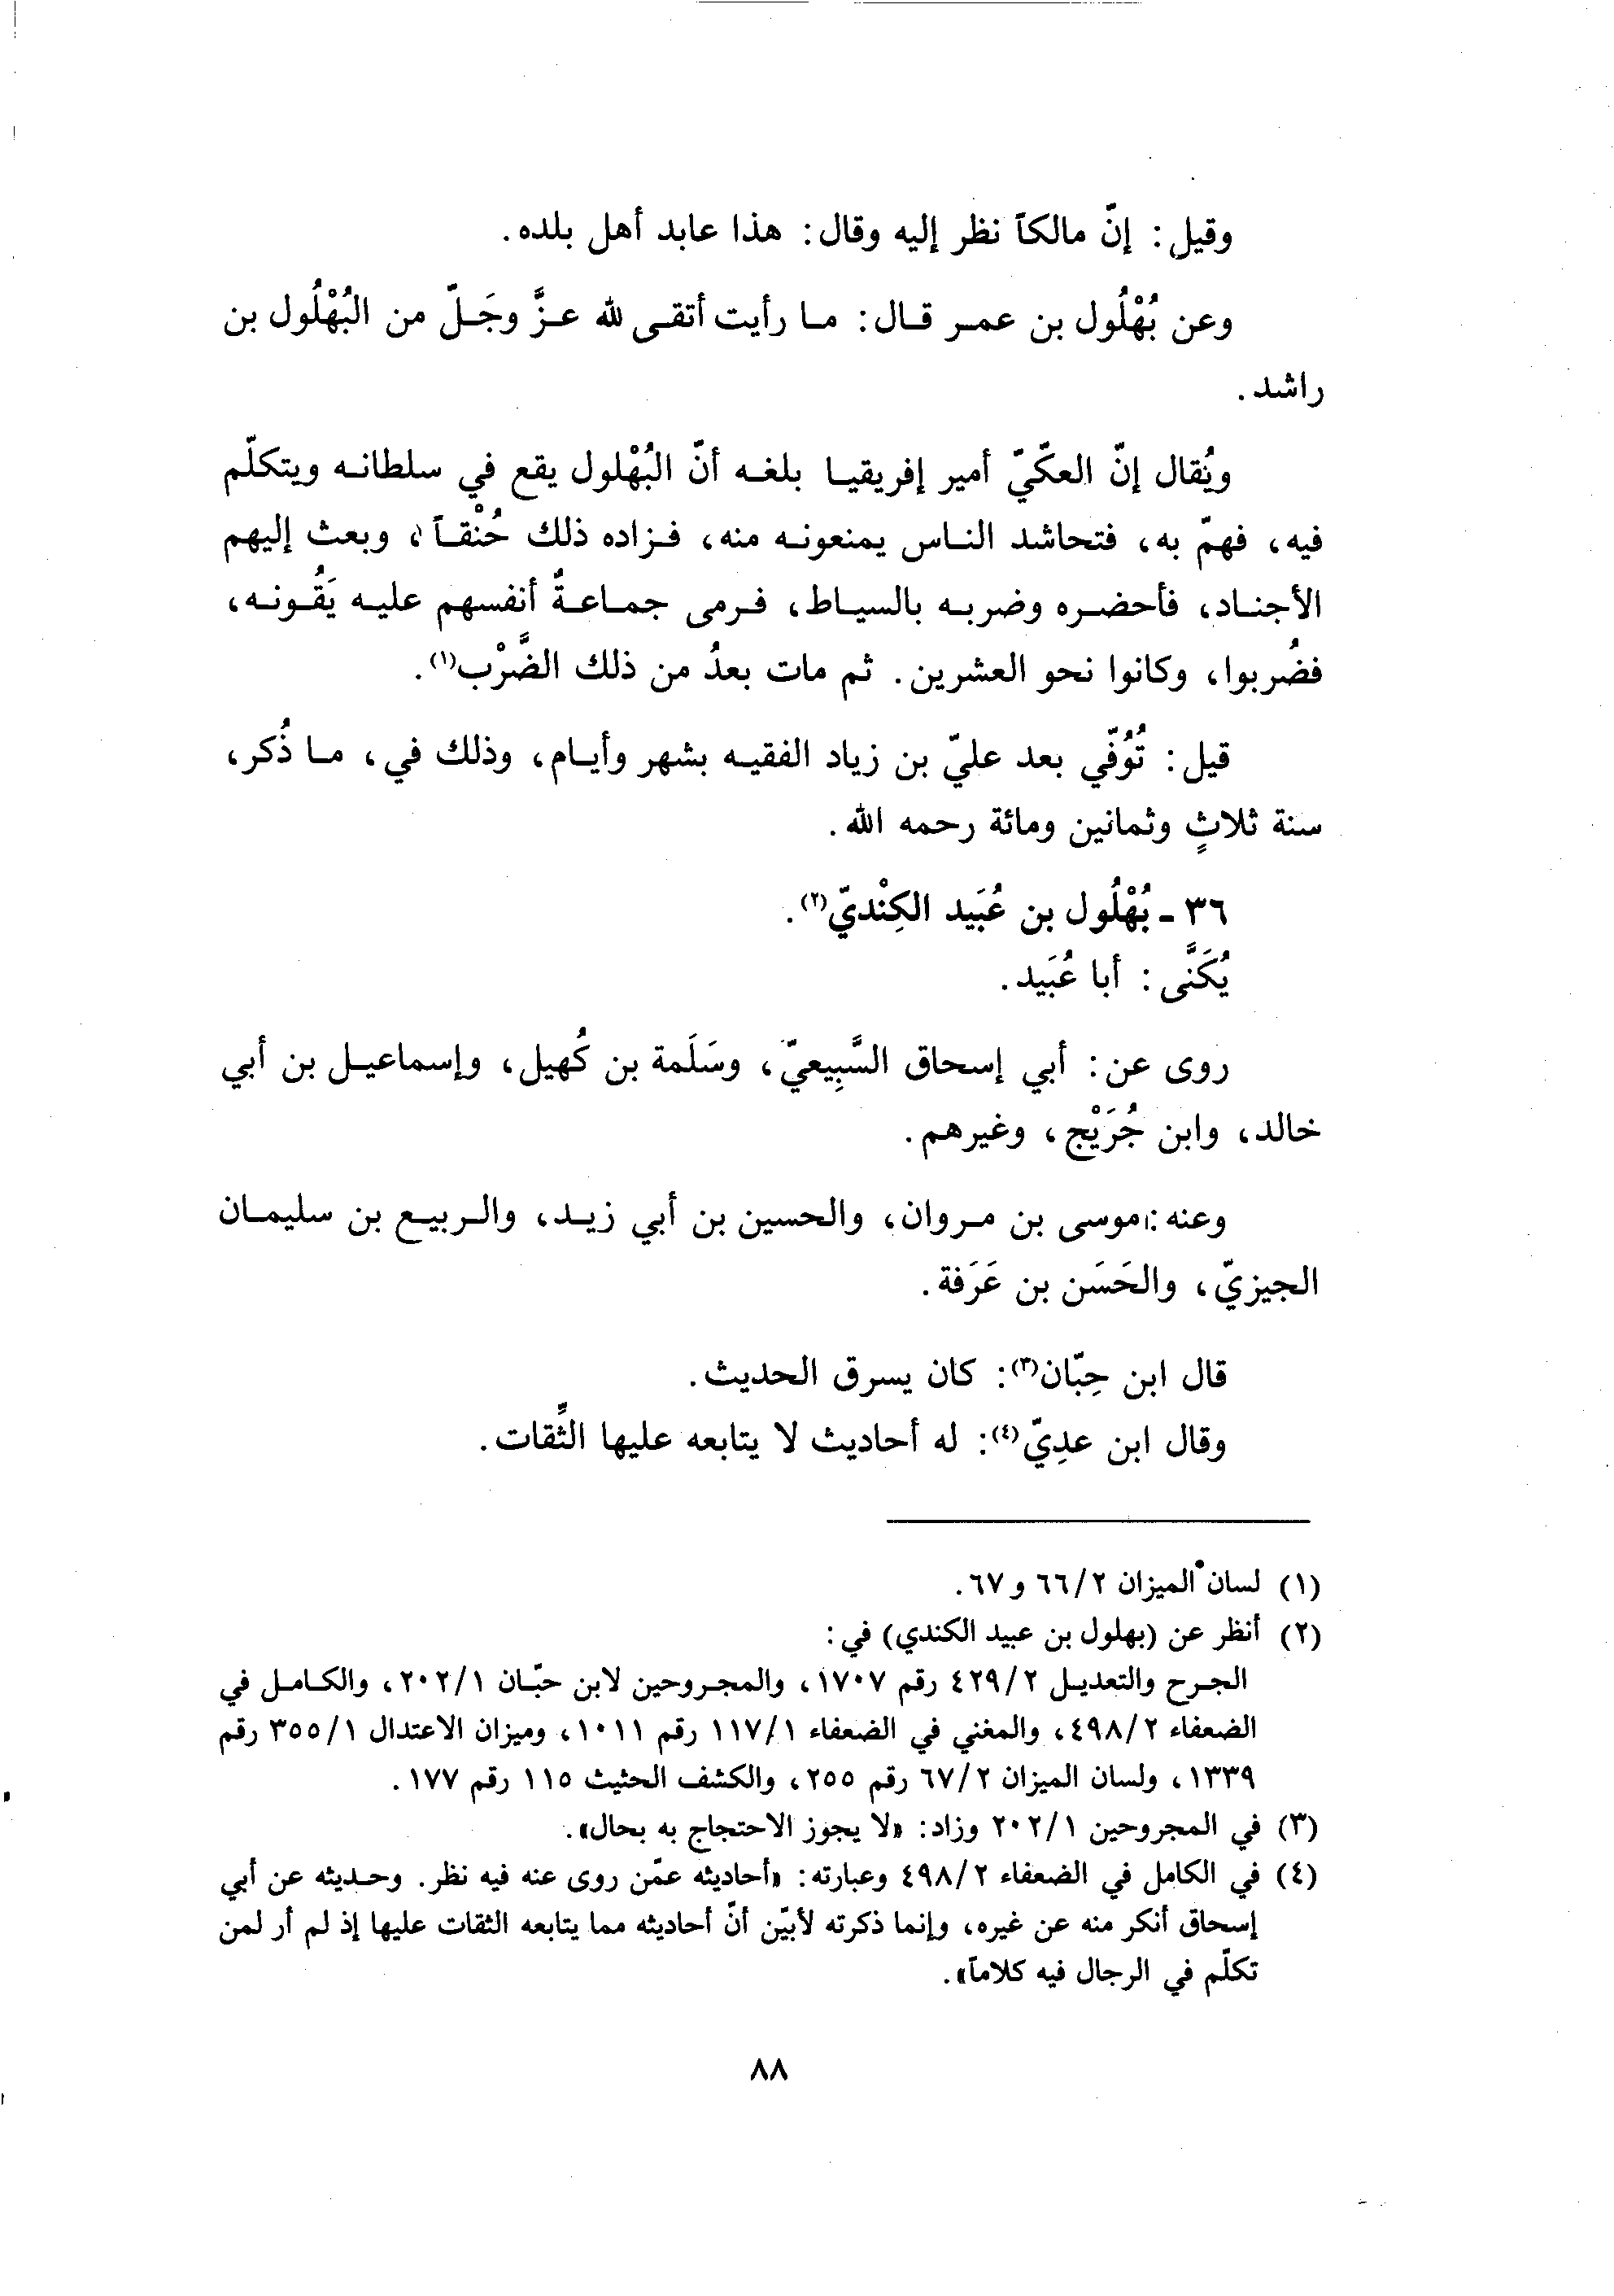 وقيل: إنّ مالكاً نظر إليه وقال: هذا عابد أهل بلده.
وعن بُهْلُول بن عمر قال: ما رأيت أتقى لله عزَّ وجَلّ من البُهْلُول بن
راشد.
ويُقال إنّ العكّيّ أمير إفريقيا بلغه أنّ البُهْلول يقع في سلطانه ويتكلّم
فيه، فهمّ به، فتحاشد الناس يمنعونه منه، فزاده ذلك حُنْقاً، وبعث إليهم
الأجناد، فأحضره وضربه بالسياط، فرمى جماعةٌ أنفسهم عليه يَقُونه،
فضُربوا، وكانوا نحو العشرين. ثم مات بعدُ من ذلك الضَّرْب(١).
قيل: تُوُفّي بعد عليّ بن زياد الفقيه بشهر وأيام، وذلك في، ما ذُكر،
سنة ثلاثٍ وثمانين ومائة رحمه الله.
٣٦ - بُهْلُول بن عُبَيد الكِنْديّ(٢).
يُكَنَّى: أبا عُبَيد.
روى عن: أبي إسحاق السَّبِيعيّ، وسَلَمة بن كُهيل، وإسماعيل بن أبي
خالد، وابن جُرَيْج، وغيرهم.
وعنه: موسى بن مروان، والحسين بن أبي زيد، والربيع بن سليمان
الجيزيّ، والحَسَن بن عَرَفة.
قال ابن حِبّان(٣): كان يسرق الحديث.
وقال ابن عدِيّ(٤): له أحاديث لا يتابعه عليها الثِّقات.
(١) لسان الميزان ٦٦/٢ و ٦٧.
(٢) أنظر عن (بهلول بن عبيد الكندي) في:
الجرح والتعديل ٤٢٩/٢ رقم ١٧٠٧، والمجروحين لابن حبّان ٢٠٢/١، والكامل في
الضعفاء ٤٩٨/٢، والمغني في الضعفاء ١١٧/١ رقم ١٠١١، وميزان الاعتدال ٣٥٥/١ رقم
١٣٣٩، ولسان الميزان ٦٧/٢ رقم ٢٥٥، والكشف الحثيث ١١٥ رقم ١٧٧.
(٣) في المجروحين ٢٠٢/١ وزاد: «لا يجوز الاحتجاج به بحال».
(٤) في الكامل في الضعفاء ٤٩٨/٢ وعبارته: «أحاديثه عمّن روى عنه فيه نظر. وحديثه عن أبي
إسحاق أنكر منه عن غيره، وإنما ذكرته لأبيّن أنّ أحاديثه مما يتابعه الثقات عليها إذ لم أر لمن
تكلّم في الرجال فيه كلاماً».
٨٨